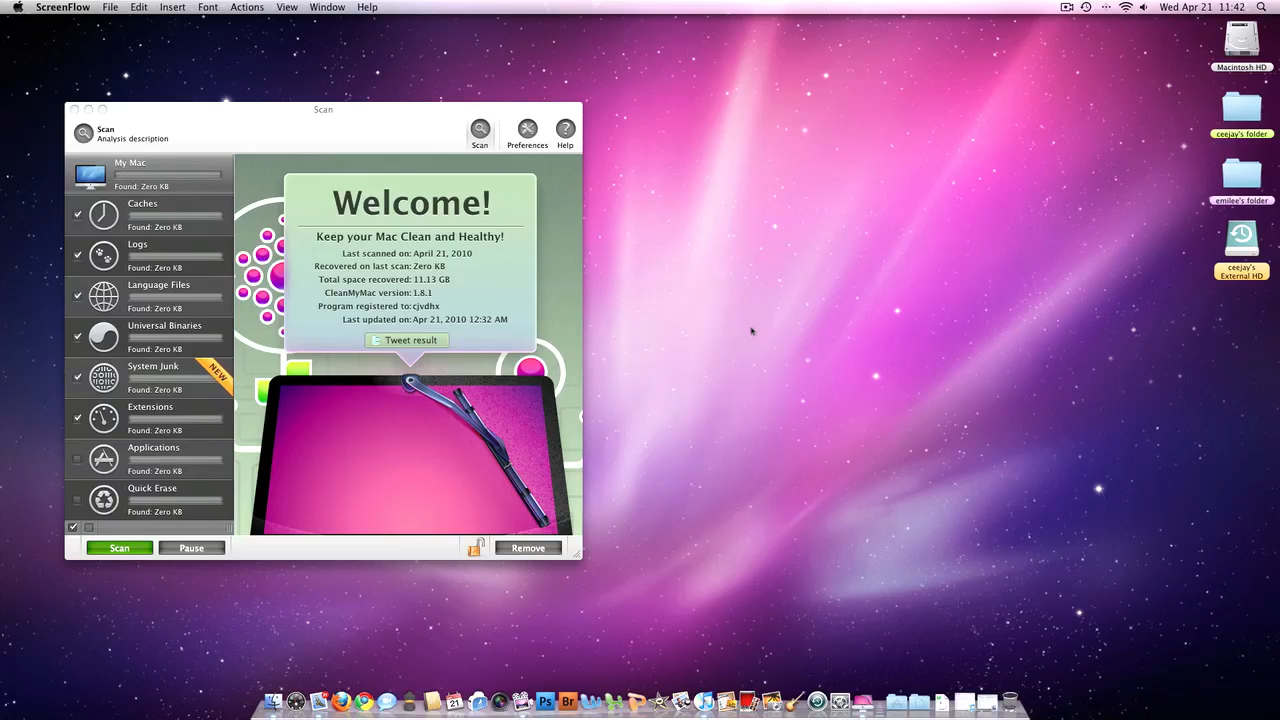 ScreenFlow File Edit Insert Font Actions View Window Help Wed Apr 21 11:42
Macintosh HD
ceejay's folder
emilee's folder
ceejay's
External HD
Scan
Scan
Analysis description
Scan Preferences Help
My Mac
Found: Zero KB
Caches
Found: Zero KB
Logs
Found: Zero KB
Language Files
Found: Zero KB
Universal Binaries
Found: Zero KB
System Junk
NEW
Found: Zero KB
Extensions
Found: Zero KB
Applications
Found: Zero KB
Quick Erase
Found: Zero KB
Welcome!
Keep your Mac Clean and Healthy!
Last scanned on: April 21, 2010
Recovered on last scan: Zero KB
Total space recovered: 11.13 GB
CleanMyMac version: 1.8.1
Program registered to: cjvdhx
Last updated on: Apr 21, 2010 12:32 AM
Tweet result
Scan Pause Remove
21 Ps Br